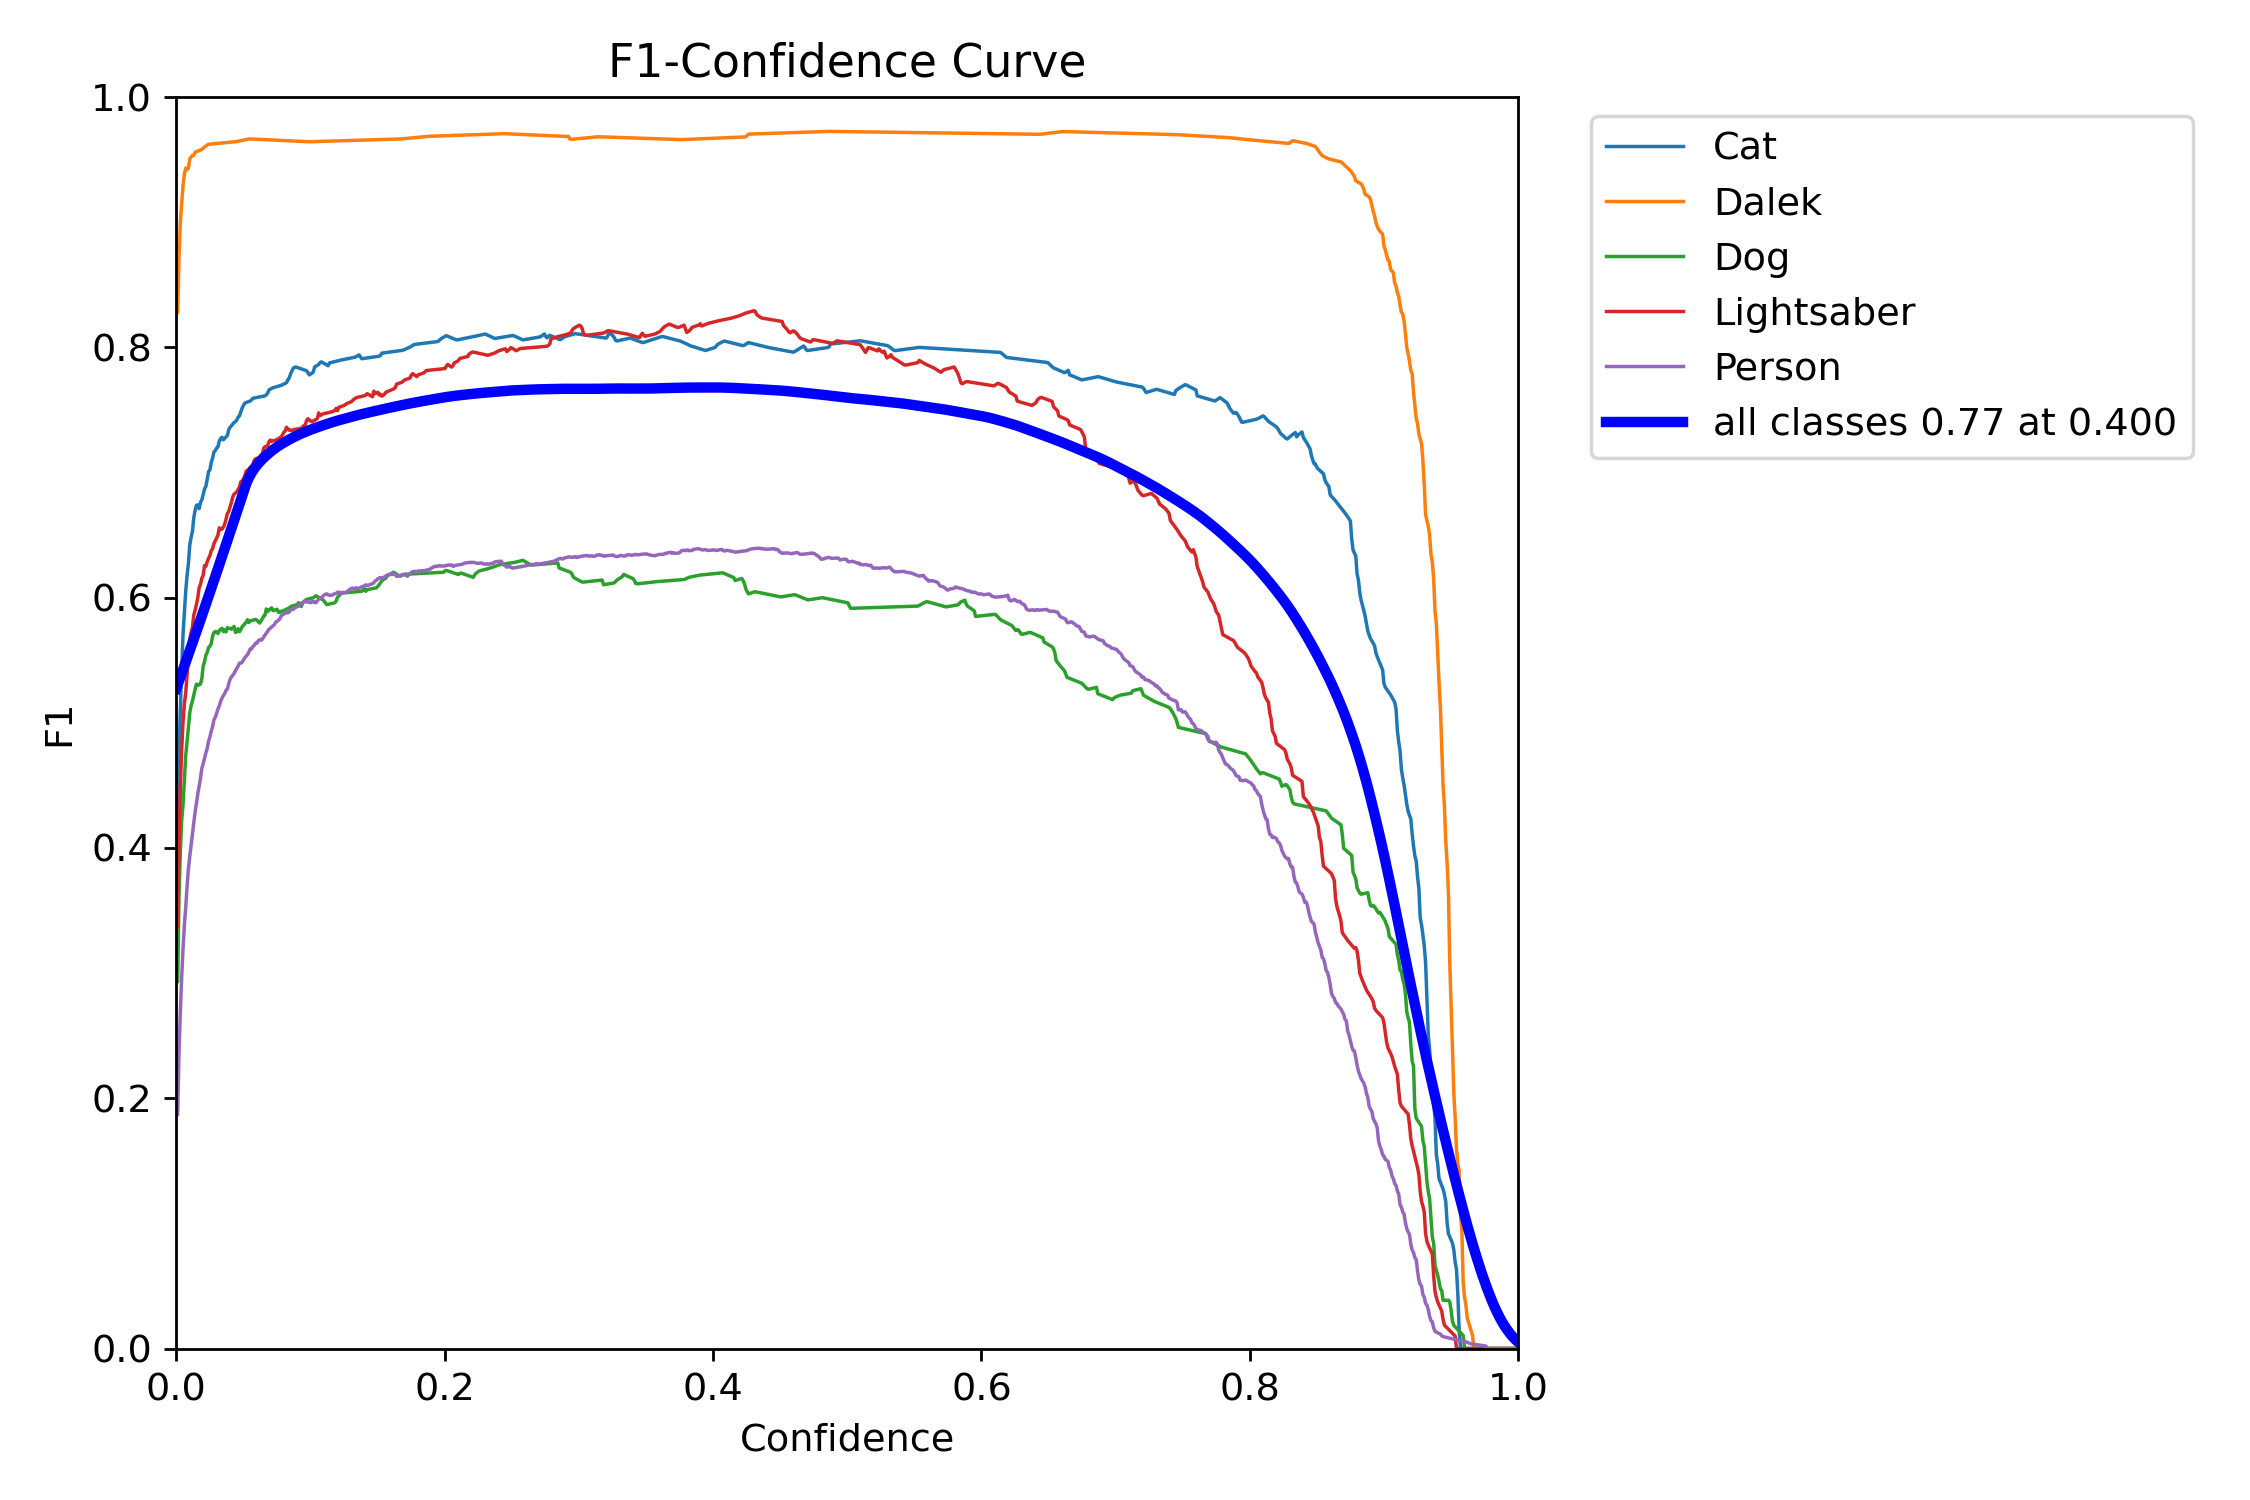 F1-Confidence Curve
1.0
0.8
0.6
0.4
0.2
0.0
F1
0.0 0.2 0.4 0.6 0.8 1.0
Confidence
Cat
Dalek
Dog
Lightsaber
Person
all classes 0.77 at 0.400